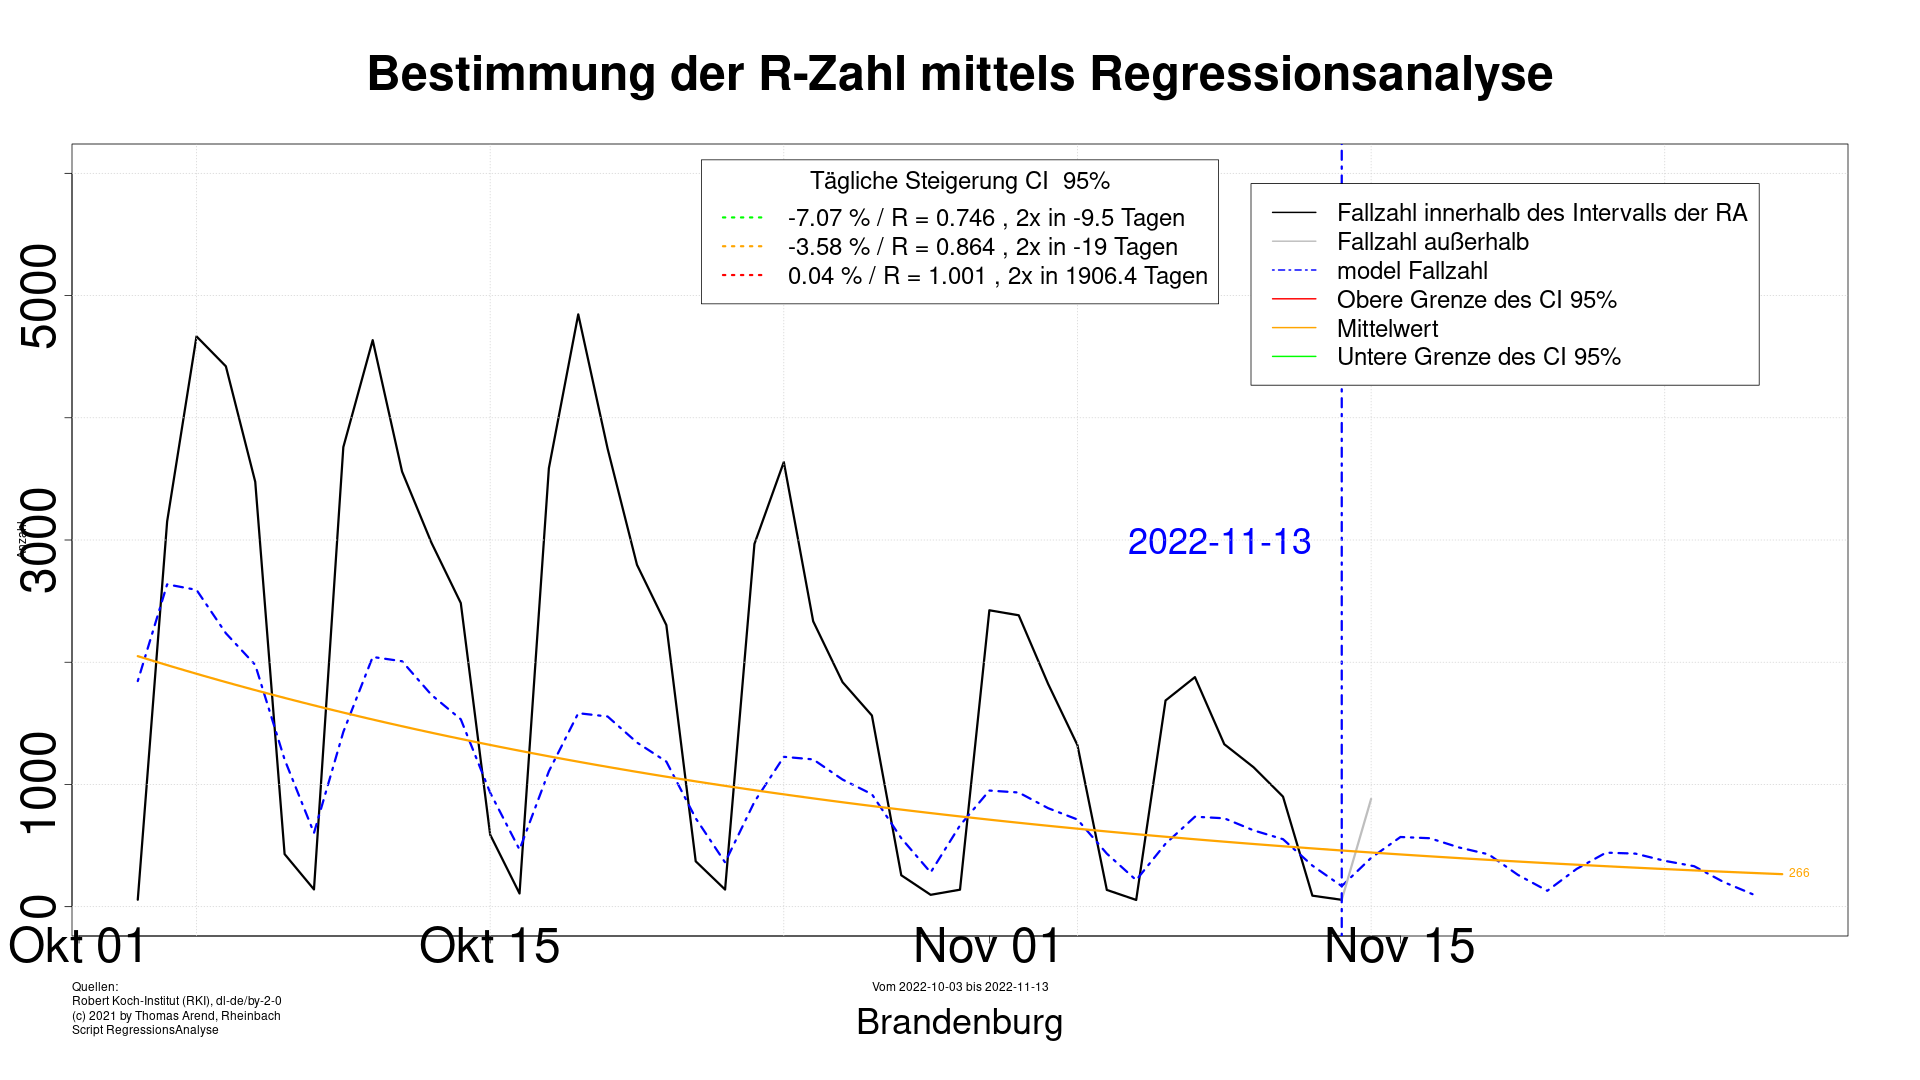 Bestimmung der R-Zahl mittels Regressionsanalyse
Tägliche Steigerung CI 95%
-7.07 % / R = 0.746 , 2x in -9.5 Tagen
-3.58 % / R = 0.864 , 2x in -19 Tagen
0.04 % / R = 1.001 , 2x in 1906.4 Tagen
Fallzahl innerhalb des Intervalls der RA
Fallzahl außerhalb
model Fallzahl
Obere Grenze des CI 95%
Mittelwert
Untere Grenze des CI 95%
5000
3000
1000
0
Anzahl
2022-11-13
266
Okt 01
Okt 15
Nov 01
Nov 15
Quellen:
Robert Koch-Institut (RKI), dl-de/by-2-0
(c) 2021 by Thomas Arend, Rheinbach
Script RegressionsAnalyse
Vom 2022-10-03 bis 2022-11-13
Brandenburg